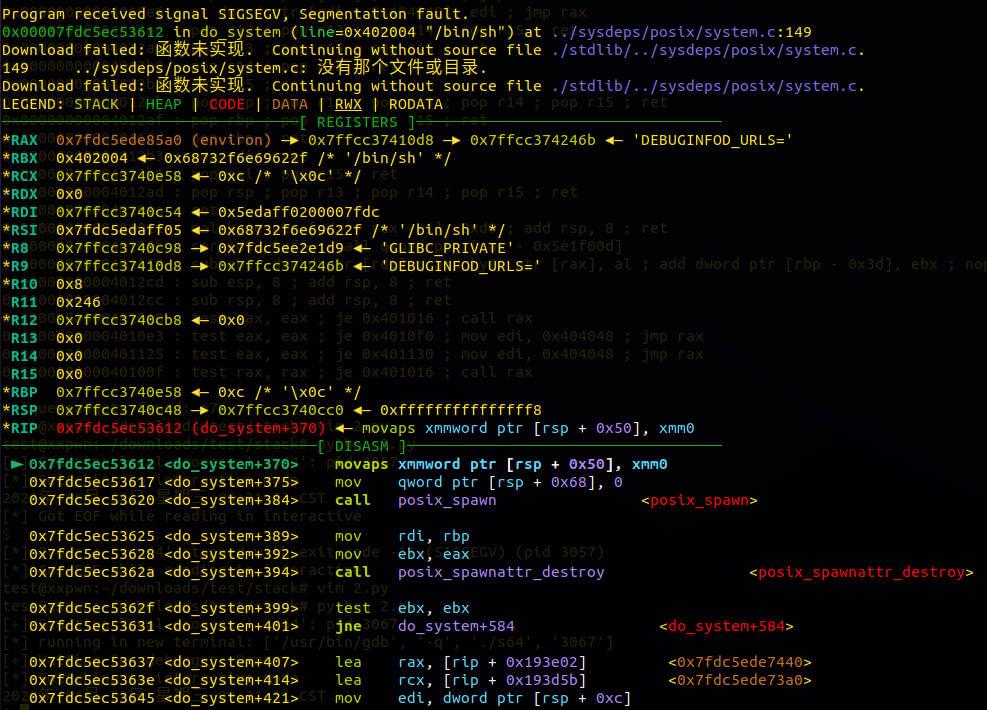 Program received signal SIGSEGV, Segmentation fault.
0x00007fdc5ec53612 in do_system (line=0x402004 "/bin/sh") at ../sysdeps/posix/system.c:149
Download failed: 函数未实现.  Continuing without source file ./stdlib/../sysdeps/posix/system.c.
149      ../sysdeps/posix/system.c: 没有那个文件或目录.
Download failed: 函数未实现.  Continuing without source file ./stdlib/../sysdeps/posix/system.c.
LEGEND: STACK | HEAP | CODE | DATA | RWX | RODATA
[ REGISTERS ]
*RAX  0x7fdc5ede85a0 (environ) —▸ 0x7ffcc37410d8 —▸ 0x7ffcc374246b ◂— 'DEBUGINFOD_URLS='
*RBX  0x402004 ◂— 0x68732f6e69622f /* '/bin/sh' */
*RCX  0x7ffcc3740e58 ◂— 0xc /* '\x0c' */
*RDX  0x0
*RDI  0x7ffcc3740c54 ◂— 0x5edaff0200007fdc
*RSI  0x7fdc5edaff05 ◂— 0x68732f6e69622f /* '/bin/sh' */
*R8   0x7ffcc3740c98 —▸ 0x7fdc5ee2e1d9 ◂— 'GLIBC_PRIVATE'
*R9   0x7ffcc37410d8 —▸ 0x7ffcc374246b ◂— 'DEBUGINFOD_URLS='
*R10  0x8
*R11  0x246
*R12  0x7ffcc3740cb8 ◂— 0x0
R13  0x0
R14  0x0
R15  0x0
*RBP  0x7ffcc3740e58 ◂— 0xc /* '\x0c' */
*RSP  0x7ffcc3740c48 —▸ 0x7ffcc3740cc0 ◂— 0xfffffffffffffff8
*RIP  0x7fdc5ec53612 (do_system+370) ◂— movaps xmmword ptr [rsp + 0x50], xmm0
[ DISASM ]
► 0x7fdc5ec53612 <do_system+370>    movaps xmmword ptr [rsp + 0x50], xmm0
0x7fdc5ec53617 <do_system+375>    mov    qword ptr [rsp + 0x68], 0
0x7fdc5ec53620 <do_system+384>    call   posix_spawn                <posix_spawn>
0x7fdc5ec53625 <do_system+389>    mov    rdi, rbp
0x7fdc5ec53628 <do_system+392>    mov    ebx, eax
0x7fdc5ec5362a <do_system+394>    call   posix_spawnattr_destroy                <posix_spawnattr_destroy>
0x7fdc5ec5362f <do_system+399>    test   ebx, ebx
0x7fdc5ec53631 <do_system+401>    jne    do_system+584                <do_system+584>
0x7fdc5ec53637 <do_system+407>    lea    rax, [rip + 0x193e02]         <0x7fdc5ede7440>
0x7fdc5ec5363e <do_system+414>    lea    rcx, [rip + 0x193d5b]         <0x7fdc5ede73a0>
0x7fdc5ec53645 <do_system+421>    mov    edi, dword ptr [rsp + 0xc]